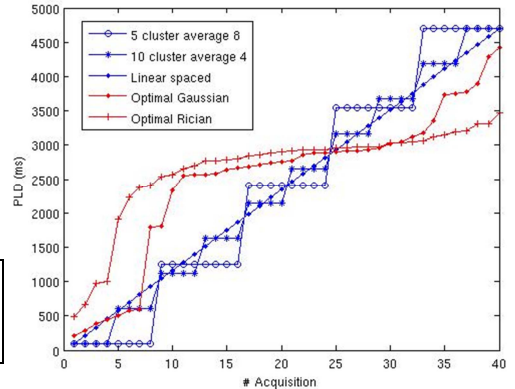 5000
4500
4000
3500
3000
2500
2000
1500
1000
500
0
PLD (ms)
5 cluster average 8
10 cluster average 4
Linear spaced
Optimal Gaussian
Optimal Rician
0 5 10 15 20 25 30 35 40
# Acquisition